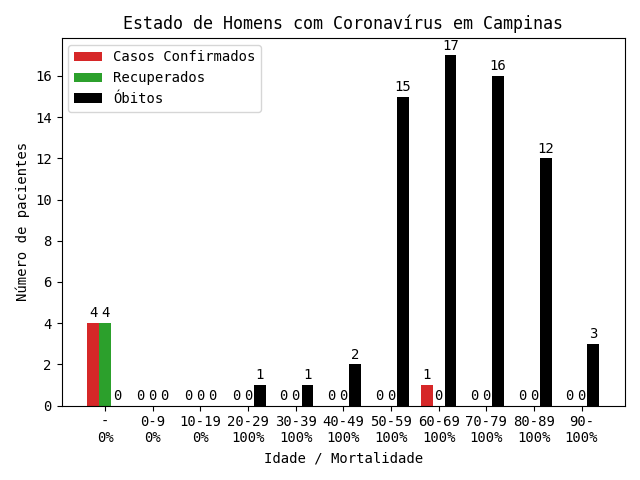 Estado de Homens com Coronavírus em Campinas
Casos Confirmados
Recuperados
Óbitos
Número de pacientes
16
14
12
10
8
6
4
2
0
4 4 0
0 0 0
0 0 0
0 0 1
0 0 1
0 0 2
0 0 15
1 0 17
0 0 16
0 0 12
0 0 3
- 0-9 10-19 20-29 30-39 40-49 50-59 60-69 70-79 80-89 90-
0% 0% 0% 100% 100% 100% 100% 100% 100% 100% 100%
Idade / Mortalidade